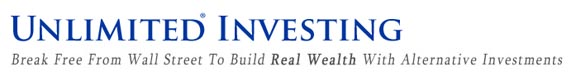 UNLIMITED® INVESTING
Break Free From Wall Street To Build Real Wealth With Alternative Investments